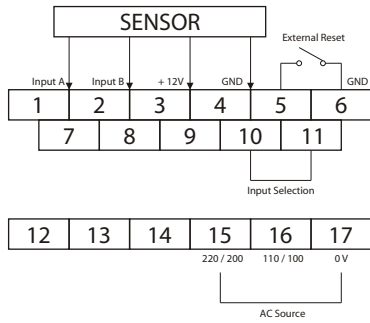 SENSOR
External Reset
Input A Input B + 12V GND GND
1 2 3 4 5 6
7 8 9 10 11
Input Selection
12 13 14 15 16 17
220 / 200 110 / 100 0 V
AC Source